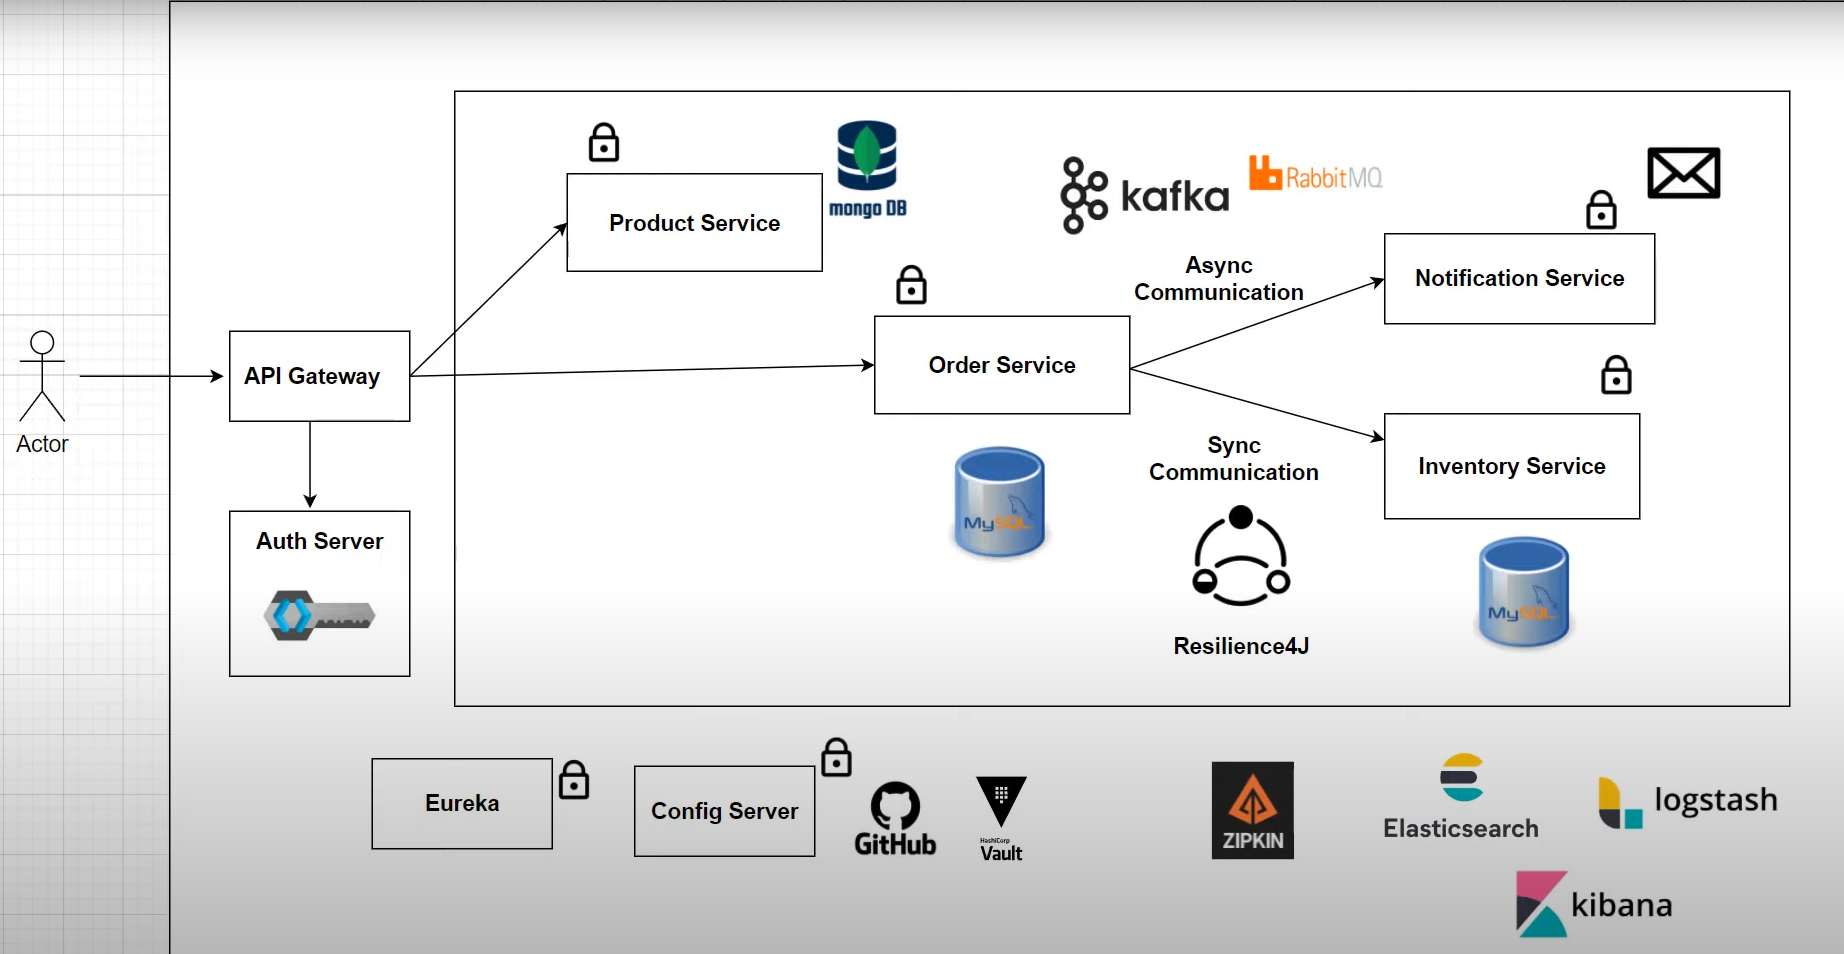 mongo DB
Product Service
kafka
RabbitMQ
Async
Communication
Notification Service
Order Service
API Gateway
Actor
Sync
Communication
Inventory Service
MySQL
Auth Server
MySQL
Resilience4J
Eureka
Config Server
GitHub
HashiCorp
Vault
ZIPKIN
Elasticsearch
logstash
kibana